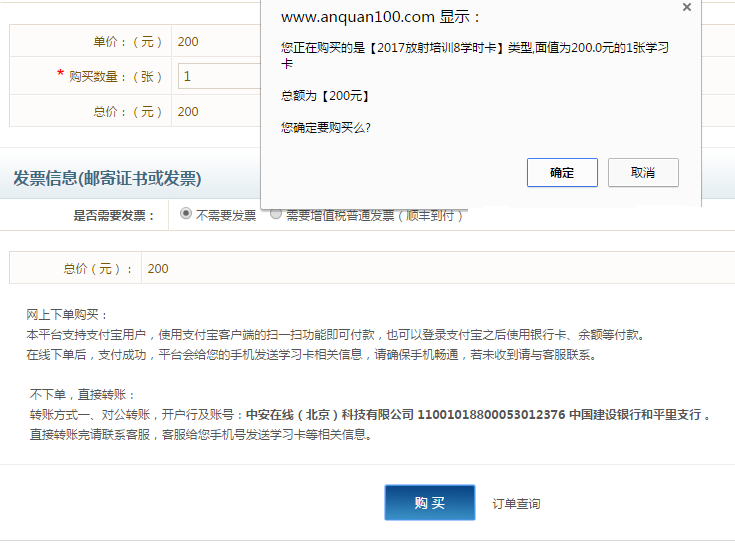 www.anquan100.com 显示：
您正在购买的是【2017放射培训8学时卡】类型,面值为200.0元的1张学习
卡
总额为【200元】
您确定要购买么?
确定 取消
单价：（元） 200
* 购买数量：（张） 1
总价：（元） 200
发票信息(邮寄证书或发票)
是否需要发票： 不需要发票 需要增值税普通发票（顺丰到付）
总价（元）： 200
网上下单购买：
本平台支持支付宝用户，使用支付宝客户端的扫一扫功能即可付款，也可以登录支付宝之后使用银行卡、余额等付款。
在线下单后，支付成功，平台会给您的手机发送学习卡相关信息，请确保手机畅通，若未收到请与客服联系。
不下单，直接转账：
转账方式一、对公转账，开户行及账号：中安在线（北京）科技有限公司 11001018800053012376 中国建设银行和平里支行 。
直接转账完请联系客服，客服给您手机号发送学习卡等相关信息。
购 买 订单查询